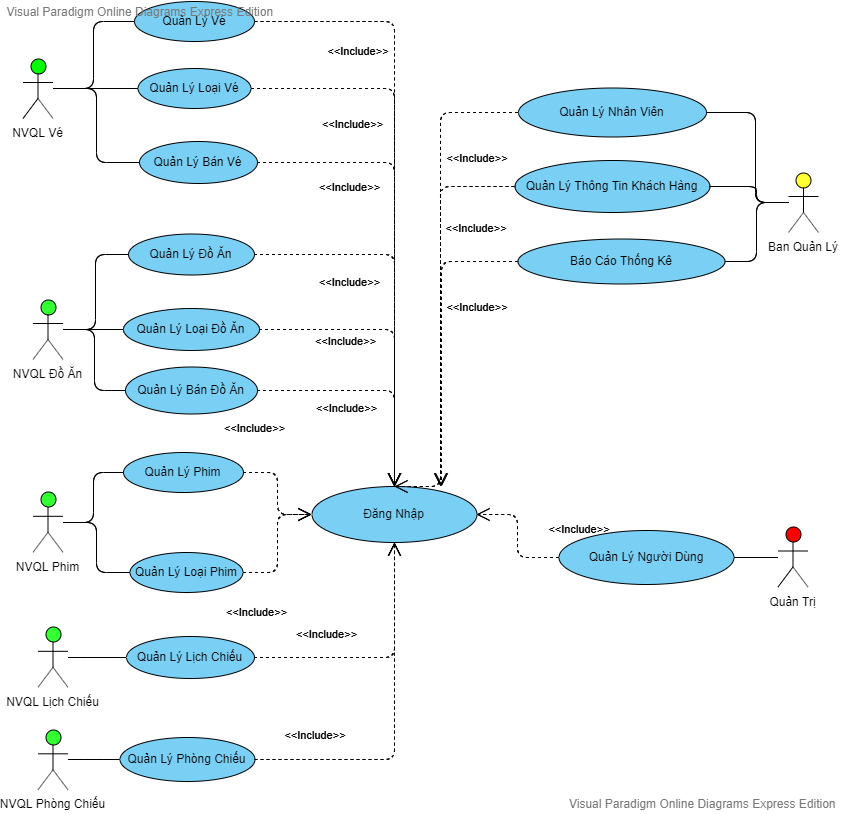 Visual Paradigm Online Diagrams Express Edition
Quản Lý Vé
<<Include>>
Quản Lý Loại Vé
NVQL Vé
<<Include>>
Quản Lý Bán Vé
<<Include>>
Quản Lý Nhân Viên
<<Include>>
Quản Lý Thông Tin Khách Hàng
<<Include>>
Ban Quản Lý
Báo Cáo Thống Kê
<<Include>>
Quản Lý Đồ Ăn
<<Include>>
Quản Lý Loại Đồ Ăn
<<Include>>
NVQL Đồ Ăn
Quản Lý Bán Đồ Ăn
<<Include>>
<<Include>>
Quản Lý Phim
Đăng Nhập
NVQL Phim
Quản Lý Loại Phim
<<Include>>
Quản Lý Người Dùng
Quản Trị
<<Include>>
<<Include>>
Quản Lý Lịch Chiếu
NVQL Lịch Chiếu
<<Include>>
Quản Lý Phòng Chiếu
NVQL Phòng Chiếu
Visual Paradigm Online Diagrams Express Edition